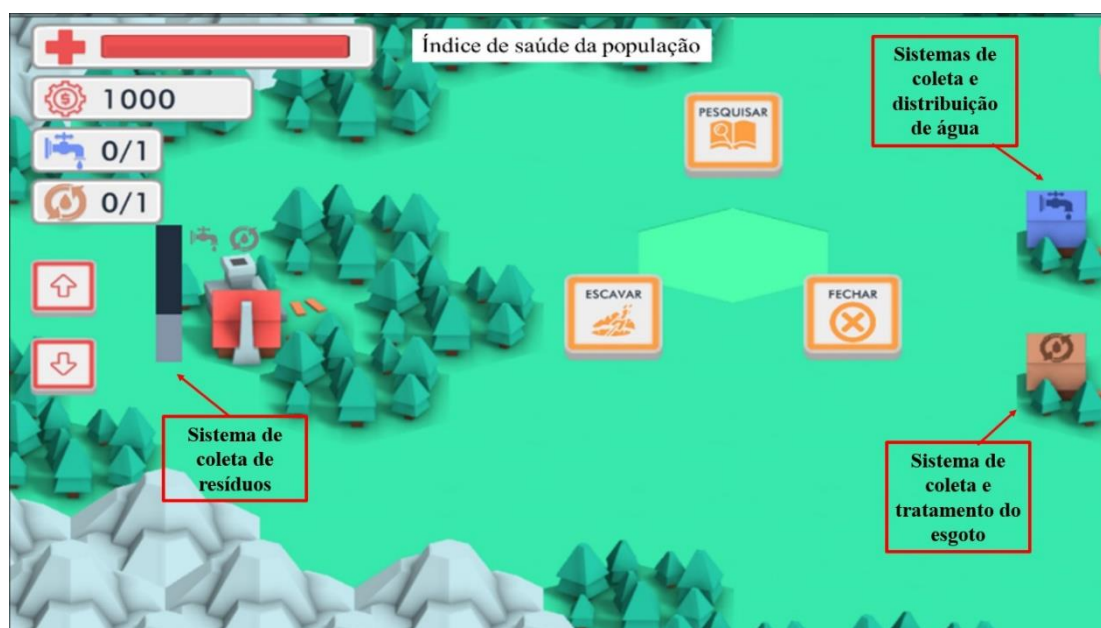 Índice de saúde da população
1000
0/1
0/1
PESQUISAR
ESCAVAR
FECHAR
Sistemas de
coleta e
distribuição
de água
Sistema de
coleta de
resíduos
Sistema de
coleta e
tratamento do
esgoto